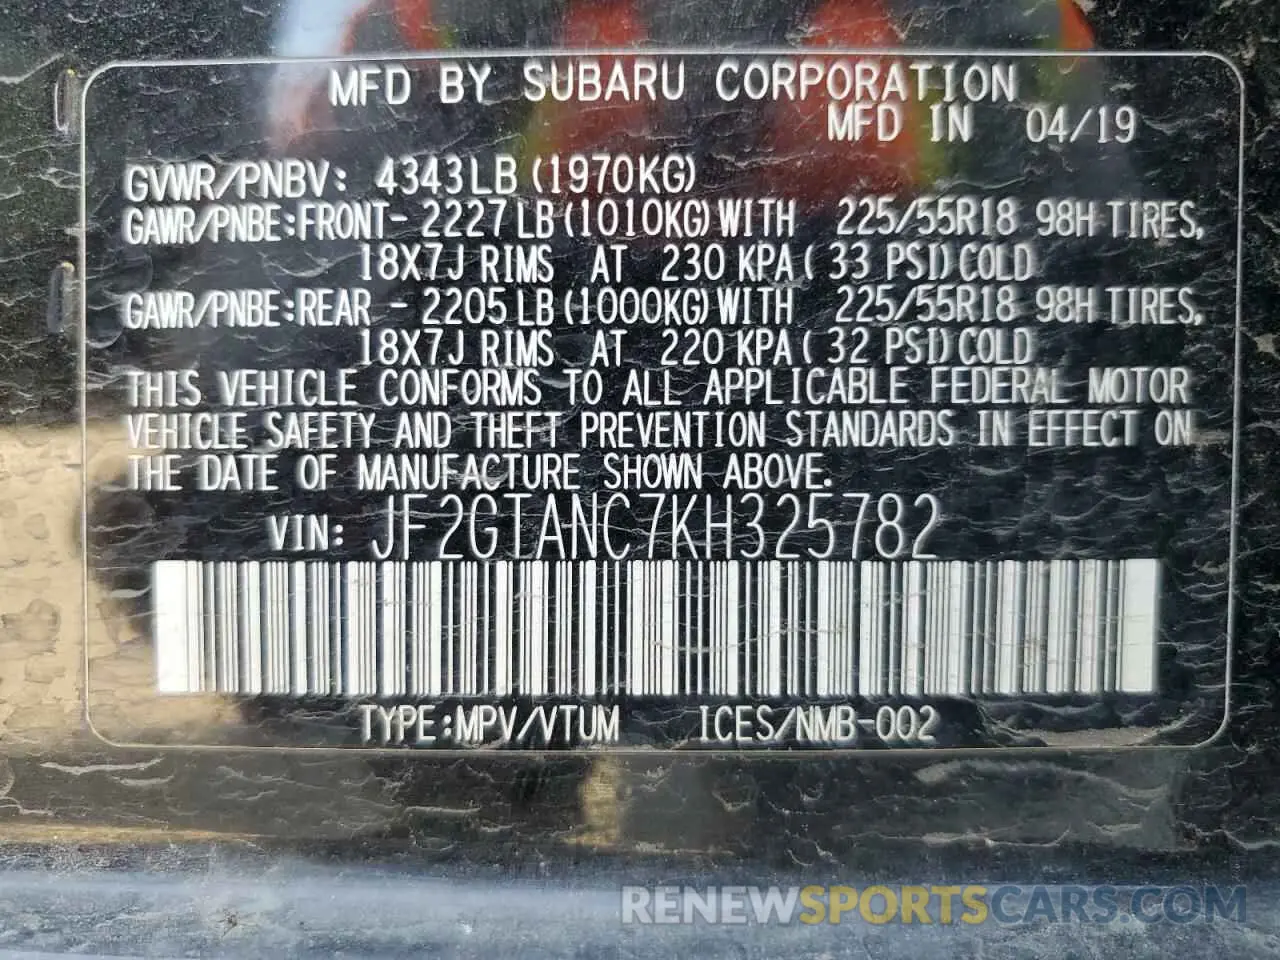 MFD BY SUBARU CORPORATION
MFD IN 04/19
GVWR/PNBV: 4343LB (1970KG)
GAWR/PNBE:FRONT- 2227LB (1010KG) WITH 225/55R18 98H TIRES,
18X7J RIMS AT 230 KPA ( 33 PSI) COLD
GAWR/PNBE:REAR - 2205LB (1000KG) WITH 225/55R18 98H TIRES,
18X7J RIMS AT 220 KPA ( 32 PSI) COLD
THIS VEHICLE CONFORMS TO ALL APPLICABLE FEDERAL MOTOR
VEHICLE SAFETY AND THEFT PREVENTION STANDARDS IN EFFECT ON
THE DATE OF MANUFACTURE SHOWN ABOVE.
VIN: JF2GTANC7KH325782
TYPE:MPV/VTUM ICES/NMB-002
RENEWSPORTSCARS.COM